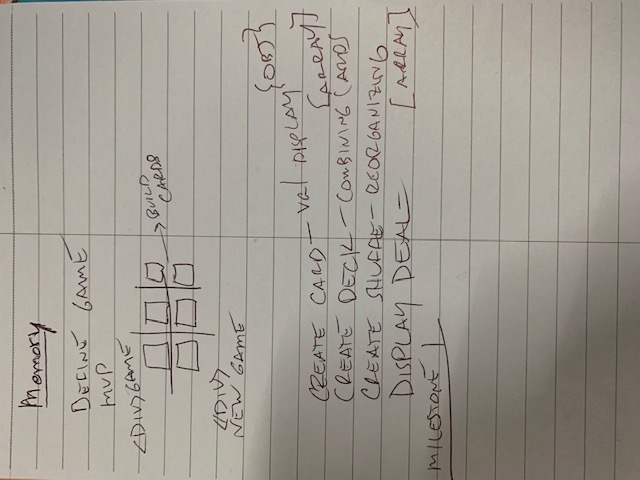 Memory
DEFINE GAME
MVP
<DIV> GAME
BUILD
CARDS
<DIV>
NEW GAME
{OBJ}
CREATE CARD - Val DISPLAY
[ARRAY]
CREATE DECK - COMBINING CARDS
CREATE SHUFFLE - REORGANIZING
DISPLAY DEAL - [ARRAY]
MILESTONE 1